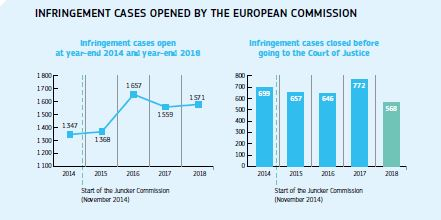 INFRINGEMENT CASES OPENED BY THE EUROPEAN COMMISSION
Infringement cases open
at year-end 2014 and year-end 2018
1 800
1 700
1 600
1 500
1 400
1 300
1 200
1 100
1 347
1 368
1 657
1 559
1 571
2014 2015 2016 2017 2018
Start of the Juncker Commission
(November 2014)
Infringement cases closed before
going to the Court of Justice
800
700
600
500
400
300
200
100
0
699
657
646
772
568
2014 2015 2016 2017 2018
Start of the Juncker Commission
(November 2014)